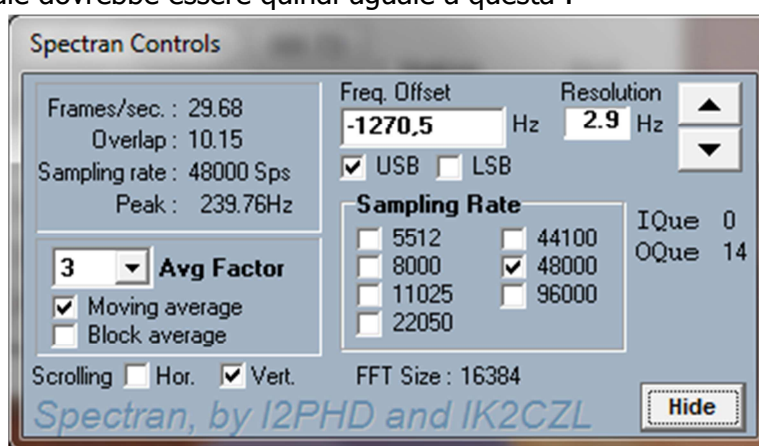 dovrebbe essere quindi uguale a questa :
Spectran Controls
Frames/sec. : 29.68
Overlap : 10.15
Sampling rate : 48000 Sps
Peak : 239.76Hz
Freq. Offset
-1270,5 Hz
Resolution
2.9 Hz
USB LSB
Sampling Rate
5512 44100
8000 48000
11025 96000
22050
IQue 0
OQue 14
3 Avg Factor
Moving average
Block average
Scrolling Hor. Vert.
FFT Size : 16384
Spectran, by I2PHD and IK2CZL
Hide